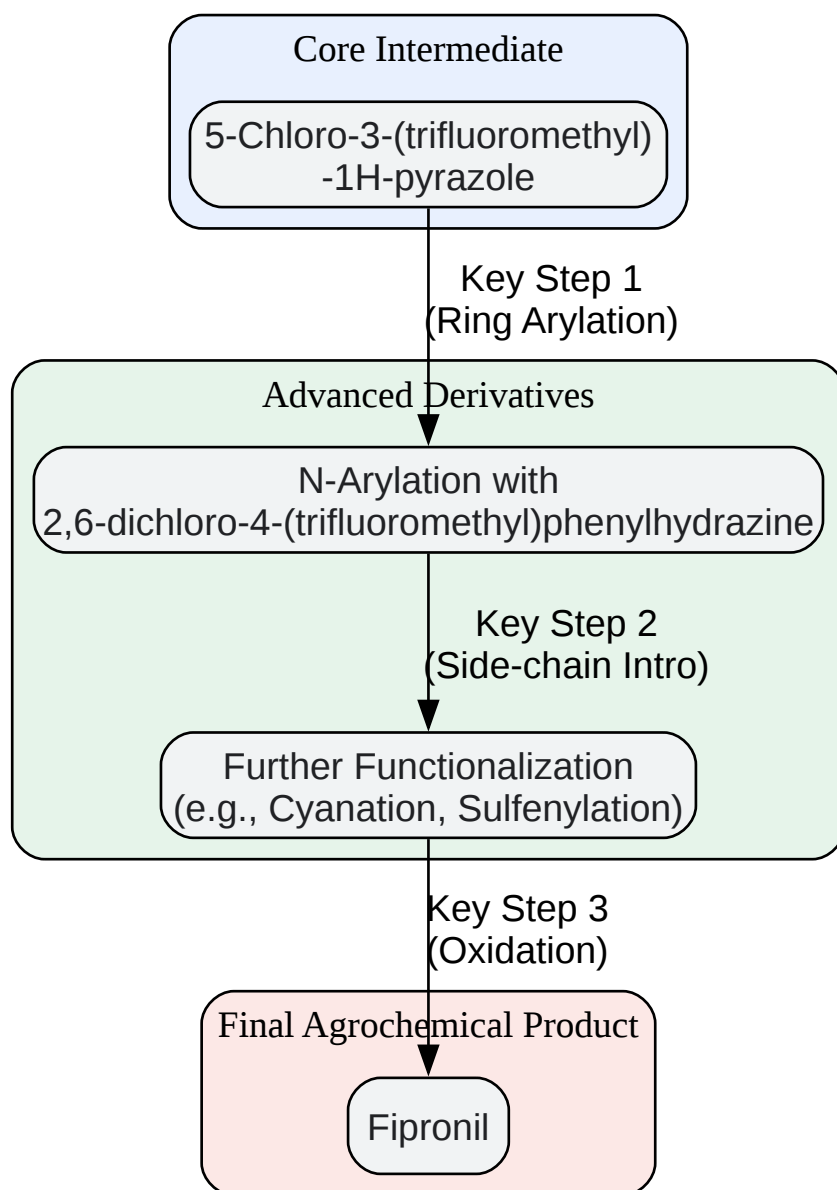 Core Intermediate
5-Chloro-3-(trifluoromethyl)
-1H-pyrazole
Key Step 1
(Ring Arylation)
Advanced Derivatives
N-Arylation with
2,6-dichloro-4-(trifluoromethyl)phenylhydrazine
Key Step 2
(Side-chain Intro)
Further Functionalization
(e.g., Cyanation, Sulfenylation)
Key Step 3
(Oxidation)
Final Agrochemical Product
Fipronil